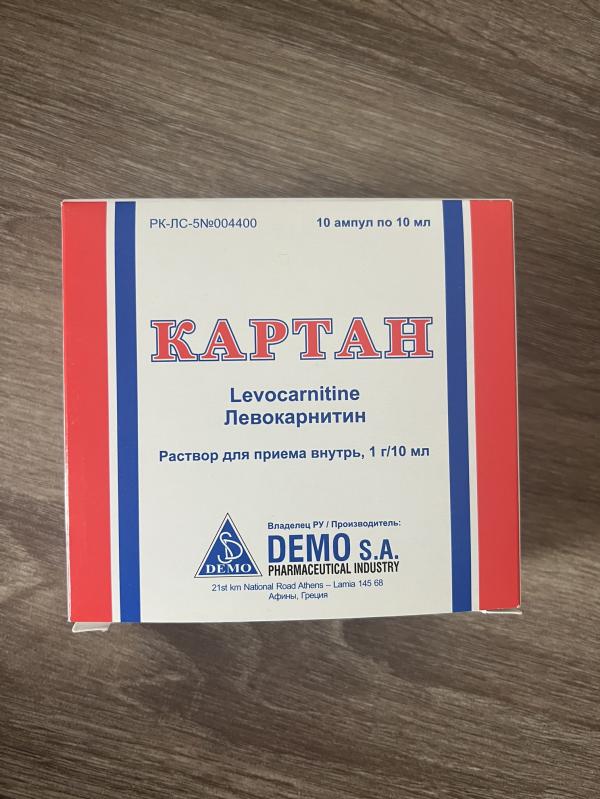 РК-ЛС-5№004400
10 ампул по 10 мл
КАРТАН
Levocarnitine
Левокарнитин
Раствор для приема внутрь, 1 г/10 мл
Владелец РУ / Производитель:
DEMO
DEMO S.A.
PHARMACEUTICAL INDUSTRY
21st km National Road Athens – Lamia 145 68
Афины, Греция